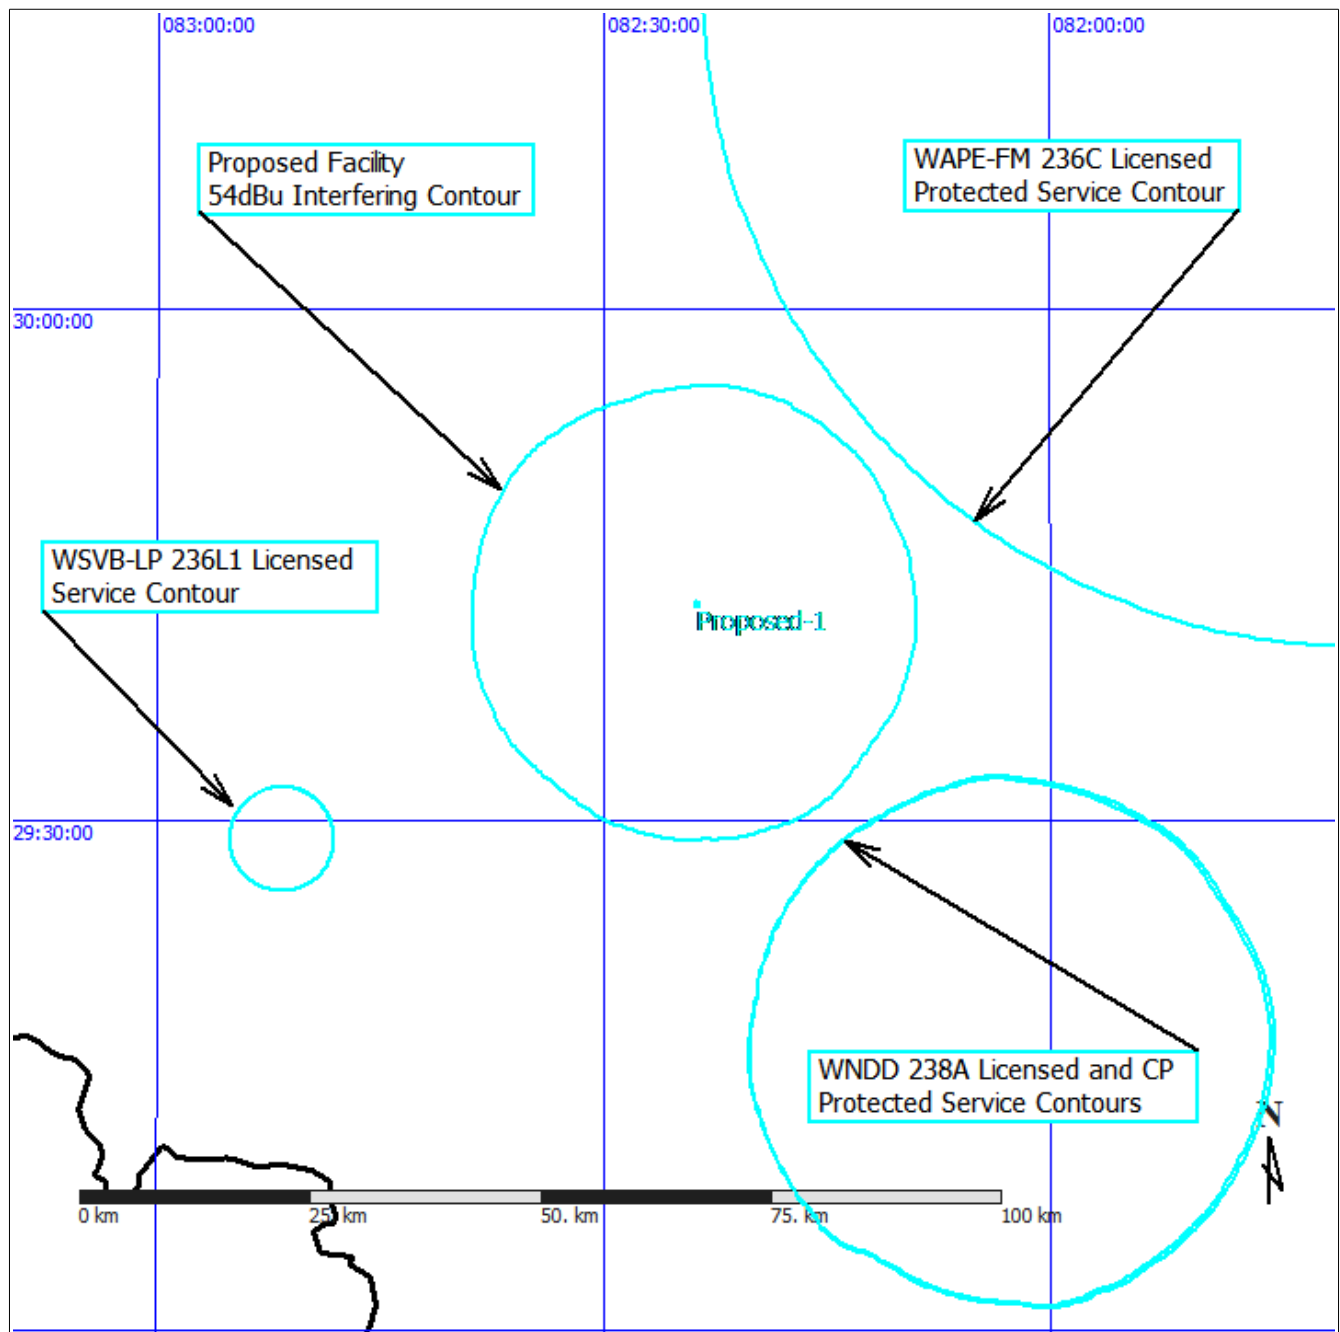 083:00:00
082:30:00
082:00:00
Proposed Facility
54dBu Interfering Contour
WAPE-FM 236C Licensed
Protected Service Contour
30:00:00
WSVB-LP 236L1 Licensed
Service Contour
Proposed-1
29:30:00
WNDD 238A Licensed and CP
Protected Service Contours
N
0 km
25. km
50. km
75. km
100 km